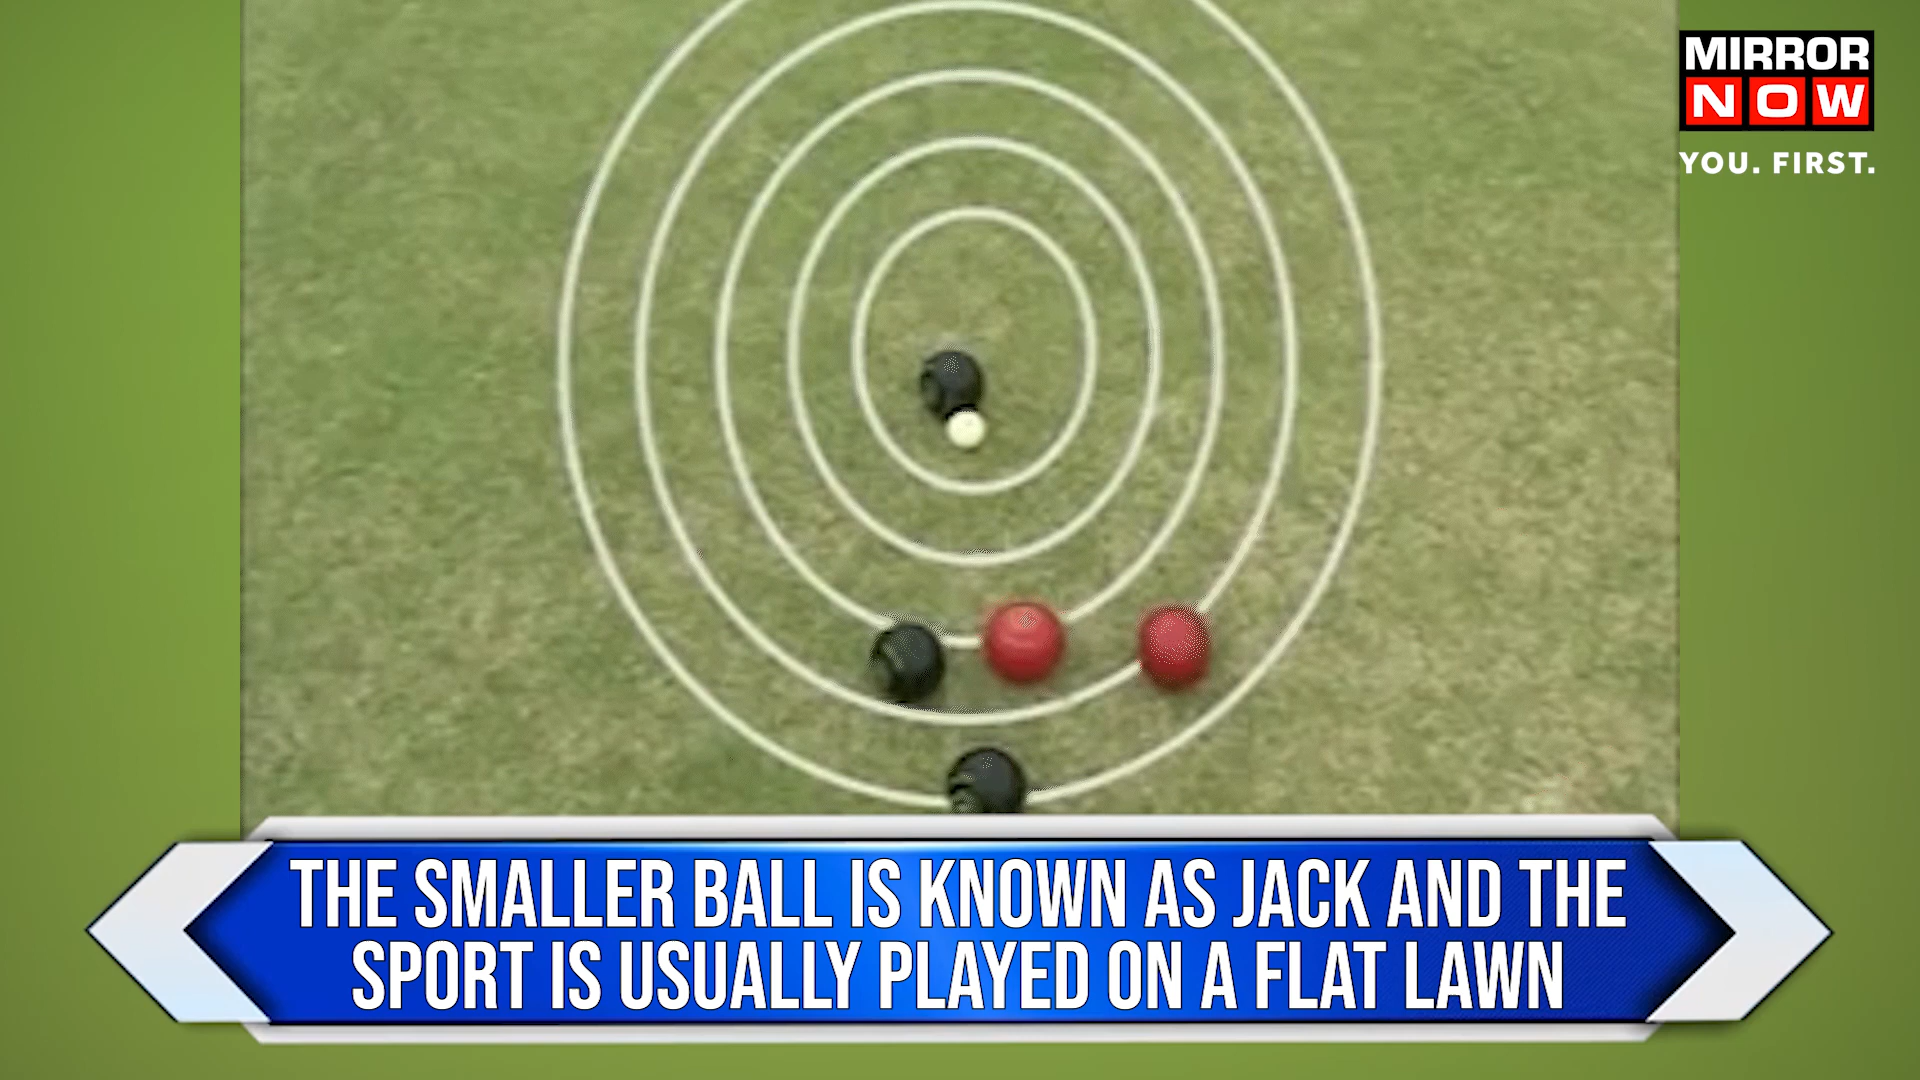 MIRROR
NOW
YOU. FIRST.
THE SMALLER BALL IS KNOWN AS JACK AND THE
SPORT IS USUALLY PLAYED ON A FLAT LAWN